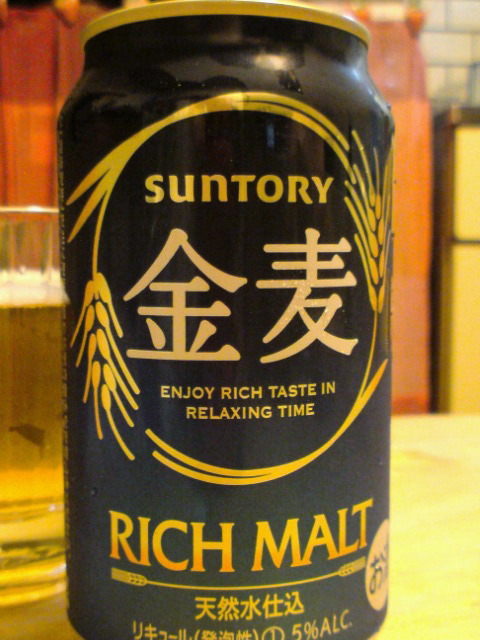 SUNTORY
金麦
ENJOY RICH TASTE IN
RELAXING TIME
RICH MALT
天然水仕込
リキュール(発泡性)① 5%ALC.
お